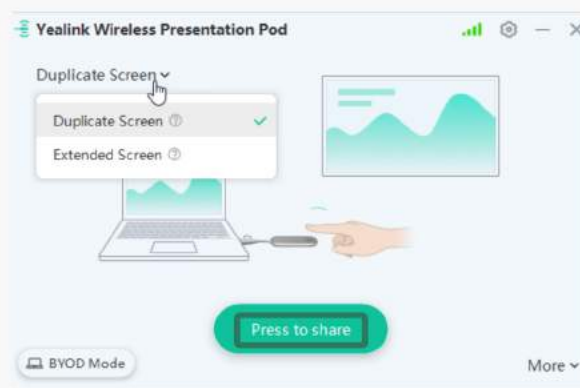 Yealink Wireless Presentation Pod
Duplicate Screen
Duplicate Screen
Extended Screen
Press to share
BYOD Mode
More